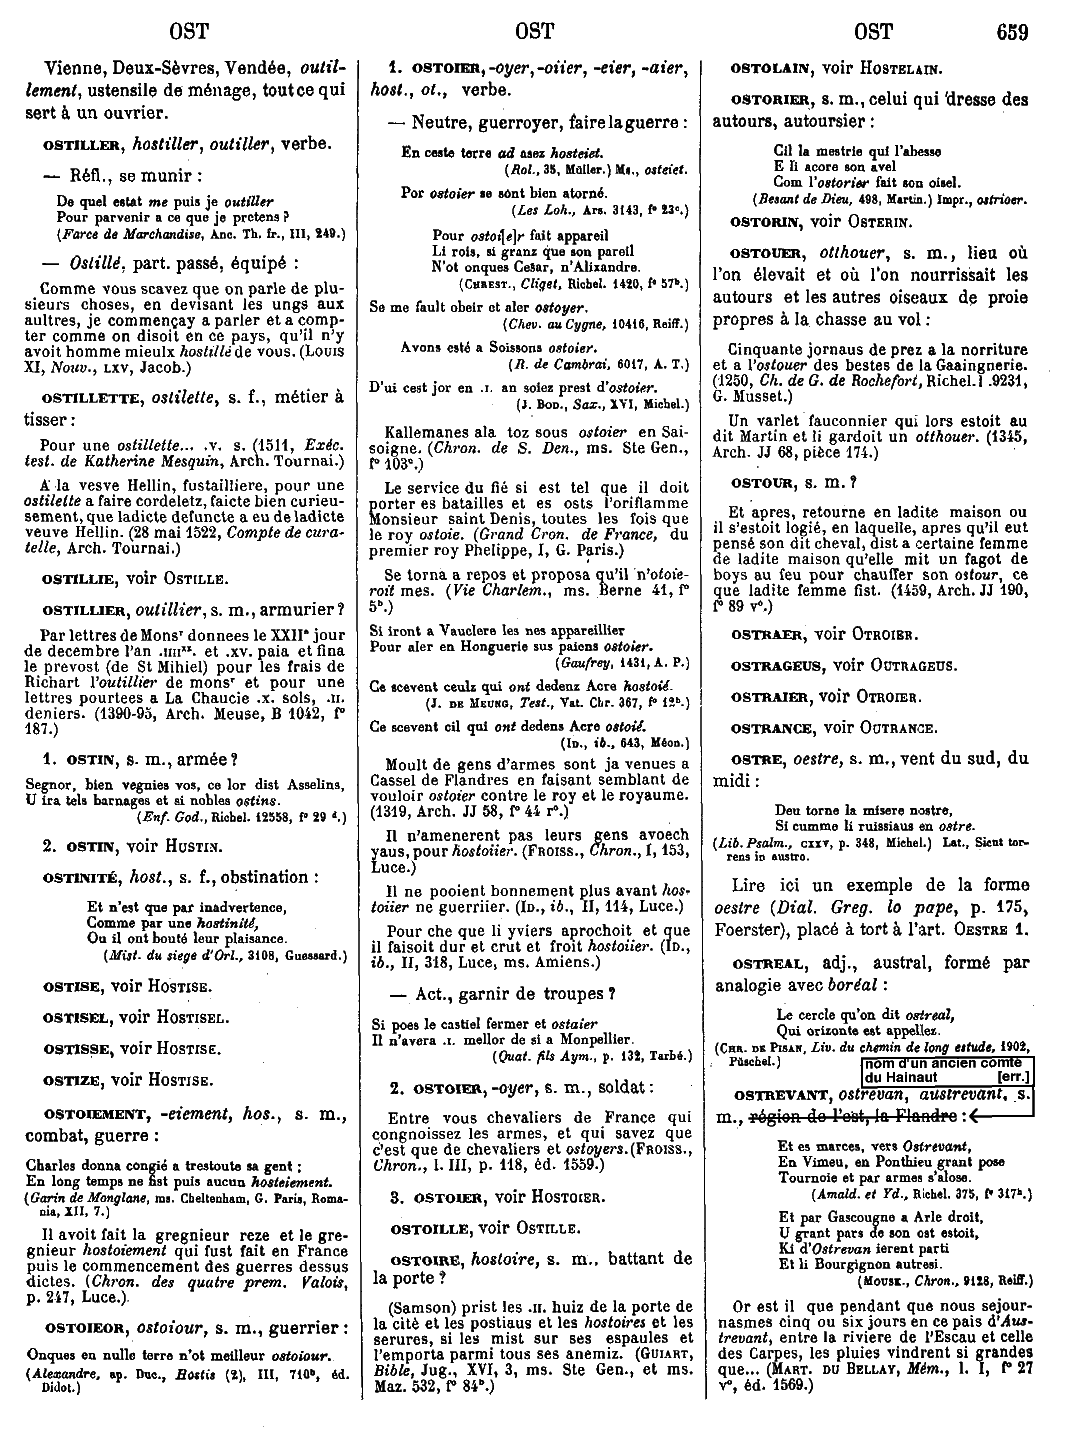 OST
OST
OST
659
Vienne, Deux-Sèvres, Vendée, outil-
lement, ustensile de ménage, tout ce qui
sert à un ouvrier.
OSTILLER, hostiller, outiller, verbe.
— Réfl., se munir :
De quel estat me puis je outiller
Pour parvenir a ce que je pretens ?
(Farce de Marchandise, Anc. Th. fr., III, 249.)
— Ostillé, part. passé, équipé :
Comme vous scavez que on parle de plu-
sieurs choses, en devisant les ungs aux
aultres, je commençay a parler et a comp-
ter comme on disoit en ce pays, qu'il n'y
avoit homme mieulx hostillé de vous. (LOUIS
XI, Nouv., LXV, Jacob.)
OSTILLETTE, ostilette, s. f., métier à
tisser :
Pour une ostillette... .v. s. (1511, Exéc.
test. de Katherine Mesquin, Arch. Tournai.)
A la vesve Hellin, fustailliere, pour une
ostilette a faire cordeletz, faicte bien curieu-
sement, que ladicte defuncte a eu de ladicte
veuve Hellin. (28 mai 1522, Compte de cura-
telle, Arch. Tournai.)
OSTILLIE, voir OSTILLE.
OSTILLIER, outillier, s. m., armurier ?
Par lettres de Monsr donnees le XXIIe jour
de decembre l'an .IIIIxx. et .xv. paia et fina
le prevost (de St Mihiel) pour les frais de
Richart l'outillier de monsr et pour une
lettres pourtees a La Chaucie .x. sols, .II.
deniers. (1390-95, Arch. Meuse, B 1042, f°
187.)
1. OSTIN, s. m., armée ?
Segnor, bien vegnies vos, ce lor dist Asselins,
U ira tels barnages et si nobles ostins.
(Enf. God., Richel. 12558, f° 29 d.)
2. OSTIN, voir HUSTIN.
OSTINITÉ, host., s. f., obstination :
Et n'est que par inadvertence,
Comme par une hostinité,
Ou il ont bouté leur plaisance.
(Mist. du siege d'Orl., 3108, Guessard.)
OSTISE, voir HOSTISE.
OSTISEL, voir HOSTISEL.
OSTISSE, voir HOSTISE.
OSTIZE, voir HOSTISE.
OSTOIEMENT, -eiement, hos., s. m.,
combat, guerre :
Charles donna congié a trestoute sa gent ;
En long temps ne fist puis aucun hosteiement.
(Garin de Monglane, ms. Cheltenham, G. Paris, Roma-
nia, XII, 7.)
Il avoit fait la gregnieur reze et le gre-
gnieur hostoiement qui fust fait en France
puis le commencement des guerres dessus
dictes. (Chron. des quatre prem. Valois,
p. 247, Luce.)
OSTOIEOR, ostoiour, s. m., guerrier :
Onques en nulle terre n'ot meilleur ostoiour.
(Alexandre, ap. Duc., Hostis (2), III, 710b, éd.
Didot.)
1. OSTOIER, -oyer, -oiier, -eier, -aier,
host., ot., verbe.
— Neutre, guerroyer, faire la guerre :
En ceste terre ad asez hosteiet.
(Rol., 35, Müller.) Ms., osteiet.
Por ostoier se sont bien atorné.
(Les Loh., Ars. 3143, f° 23c.)
Pour ostoi[e]r fait appareil
Li rois, si granz que son pareil
N'ot onques Cesar, n'Alixandre.
(CHREST., Cliget, Richel. 1420, f° 57b.)
Se me fault obeir et aler ostoyer.
(Chev. au Cygne, 10416, Reiff.)
Avons esté a Soissons ostoier.
(R. de Cambrai, 6017, A. T.)
D'ui cest jor en .I. an soiez prest d'ostoier.
(J. BOD., Sax., XVI, Michel.)
Kallemanes ala toz sous ostoier en Sai-
soigne. (Chron. de S. Den., ms. Ste Gen.,
f° 103c.)
Le service du fié si est tel que il doit
porter es batailles et es osts l'oriflamme
Monsieur saint Denis, toutes les fois que
le roy ostoie. (Grand Cron. de France, du
premier roy Phelippe, I, G. Paris.)
Se torna a repos et proposa qu'il n'otoie-
roit mes. (Vie Charlem., ms. Berne 41, f°
5b.)
Si iront a Vauclere les nes appareillier
Pour aler en Honguerie sus paiens ostoier.
(Gaufrey, 1431, A. P.)
Ce scevent ceulz qui ont dedenz Acre hostoié.
(J. DE MEUNG, Test., Vat. Chr. 367, f° 12b.)
Ce scevent cil qui ont dedens Acre ostoié.
(ID., ib., 643, Méon.)
Moult de gens d'armes sont ja venues a
Cassel de Flandres en faisant semblant de
vouloir ostoier contre le roy et le royaume.
(1319, Arch. JJ 58, f° 44 r°.)
Il n'amenerent pas leurs gens avoech
yaus, pour hostoiier. (FROISS., Chron., I, 153,
Luce.)
Il ne pooient bonnement plus avant hos-
toiier ne guerriier. (ID., ib., II, 114, Luce.)
Pour che que li yviers aprochoit et que
il faisoit dur et crut et froit hostoiier. (ID.,
ib., II, 318, Luce, ms. Amiens.)
— Act., garnir de troupes ?
Si poes le castiel fermer et ostaier
Il n'avera .I. mellor de si a Monpellier.
(Quat. fils Aym., p. 132, Tarbé.)
2. OSTOIER, -oyer, s. m., soldat :
Entre vous chevaliers de France qui
congnoissez les armes, et qui savez que
c'est que de chevaliers et ostoyers. (FROISS.,
Chron., l. III, p. 118, éd. 1559.)
3. OSTOIER, voir HOSTOIER.
OSTOILLE, voir OSTILLE.
OSTOIRE, hostoire, s. m., battant de
la porte ?
(Samson) prist les .II. huiz de la porte de
la cité et les postiaus et les hostoires et les
serures, si les mist sur ses espaules et
l'emporta parmi tous ses anemiz. (GUIART,
Bible, Jug., XVI, 3, ms. Ste Gen., et ms.
Maz. 532, f° 84b.)
OSTOLAIN, voir HOSTELAIN.
OSTORIER, s. m., celui qui dresse des
autours, autoursier :
Cil la mestrie qui l'abesse
E li acore son avel
Com l'ostorier fait son oisel.
(Besant de Dieu, 498, Martin.) Impr., ostrioer.
OSTORIN, voir OSTERIN.
OSTOUER, otthouer, s. m., lieu où
l'on élevait et où l'on nourrissait les
autours et les autres oiseaux de proie
propres à la chasse au vol :
Cinquante jornaus de prez a la norriture
et a l'ostouer des bestes de la Gaaingnerie.
(1250, Ch. de G. de Rochefort, Richel. l .9231,
G. Musset.)
Un varlet fauconnier qui lors estoit au
dit Martin et li gardoit un otthouer. (1345,
Arch. JJ 68, pièce 174.)
OSTOUR, s. m. ?
Et apres, retourne en ladite maison ou
il s'estoit logié, en laquelle, apres qu'il eut
pensé son dit cheval, dist a certaine femme
de ladite maison qu'elle mit un fagot de
boys au feu pour chauffer son ostour, ce
que ladite femme fist. (1459, Arch. JJ 190,
f° 89 v°.)
OSTRAER, voir OTROIER.
OSTRAGEUS, voir OUTRAGEUS.
OSTRAIER, voir OTROIER.
OSTRANCE, voir OUTRANCE.
OSTRE, oestre, s. m., vent du sud, du
midi :
Deu torne la misere nostre,
Si cumme li ruissiaus en ostre.
(Lib. Psalm., CXXV, p. 348, Michel.) Lat., Sicut tor-
rens in austro.
Lire ici un exemple de la forme
oestre (Dial. Greg. lo pape, p. 175,
Foerster), placé à tort à l'art. OESTRE 1.
OSTREAL, adj., austral, formé par
analogie avec boréal :
Le cercle qu'on dit ostreal,
Qui orizonte est appellez.
(CHR. DE PISAN, Liv. du chemin de long estude, 1902,
Püschel.)
nom d'un ancien comté
du Hainaut [err.]
OSTREVANT, ostrevan, austrevant, s.
m., région de l'est, la Flandre :
Et es marces, vers Ostrevant,
En Vimeu, en Ponthieu grant pose
Tournoie et par armes s'alose.
(Amald. et Yd., Richel. 375, f° 317b.)
Et par Gascougne a Arle droit,
U grant pars de son ost estoit,
Ki d'Ostrevan ierent parti
Et li Bourgignon autresi.
(MOUSK., Chron., 9128, Reiff.)
Or est il que pendant que nous sejour-
nasmes cinq ou six jours en ce pais d'Aus-
trevant, entre la riviere de l'Escau et celle
des Carpes, les pluies vindrent si grandes
que... (MART. DU BELLAY, Mém., l. I, f° 27
v°, éd. 1569.)